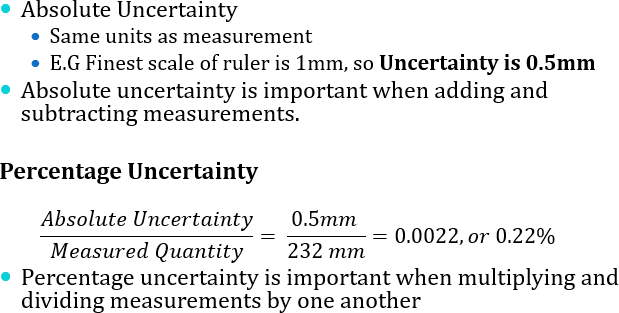 Absolute Uncertainty
Same units as measurement
E.G Finest scale of ruler is 1mm, so Uncertainty is 0.5mm
Absolute uncertainty is important when adding and
subtracting measurements.
Percentage Uncertainty
Absolute Uncertainty / Measured Quantity = 0.5mm / 232 mm = 0.0022, or 0.22%
Percentage uncertainty is important when multiplying and
dividing measurements by one another